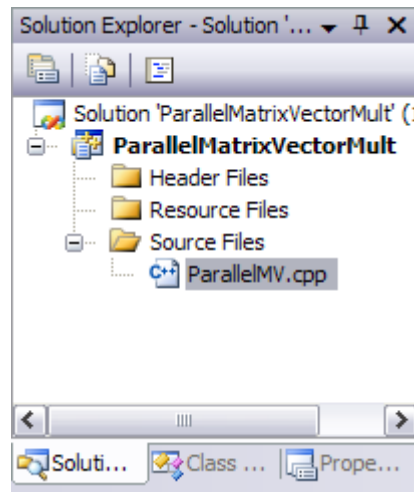 Solution Explorer - Solution '...
Solution 'ParallelMatrixVectorMult' (1
ParallelMatrixVectorMult
Header Files
Resource Files
Source Files
C++ ParallelMV.cpp
Soluti... Class ... Prope...